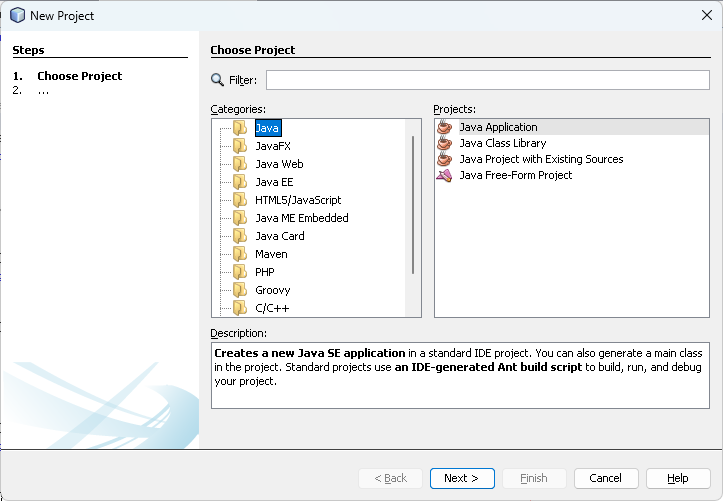 New Project
Steps
1. Choose Project
2. ...
Choose Project
Filter:
Categories:
Java
JavaFX
Java Web
Java EE
HTML5/JavaScript
Java ME Embedded
Java Card
Maven
PHP
Groovy
C/C++
Projects:
Java Application
Java Class Library
Java Project with Existing Sources
Java Free-Form Project
Description:
Creates a new Java SE application in a standard IDE project. You can also generate a main class
in the project. Standard projects use an IDE-generated Ant build script to build, run, and debug
your project.
< Back
Next >
Finish
Cancel
Help